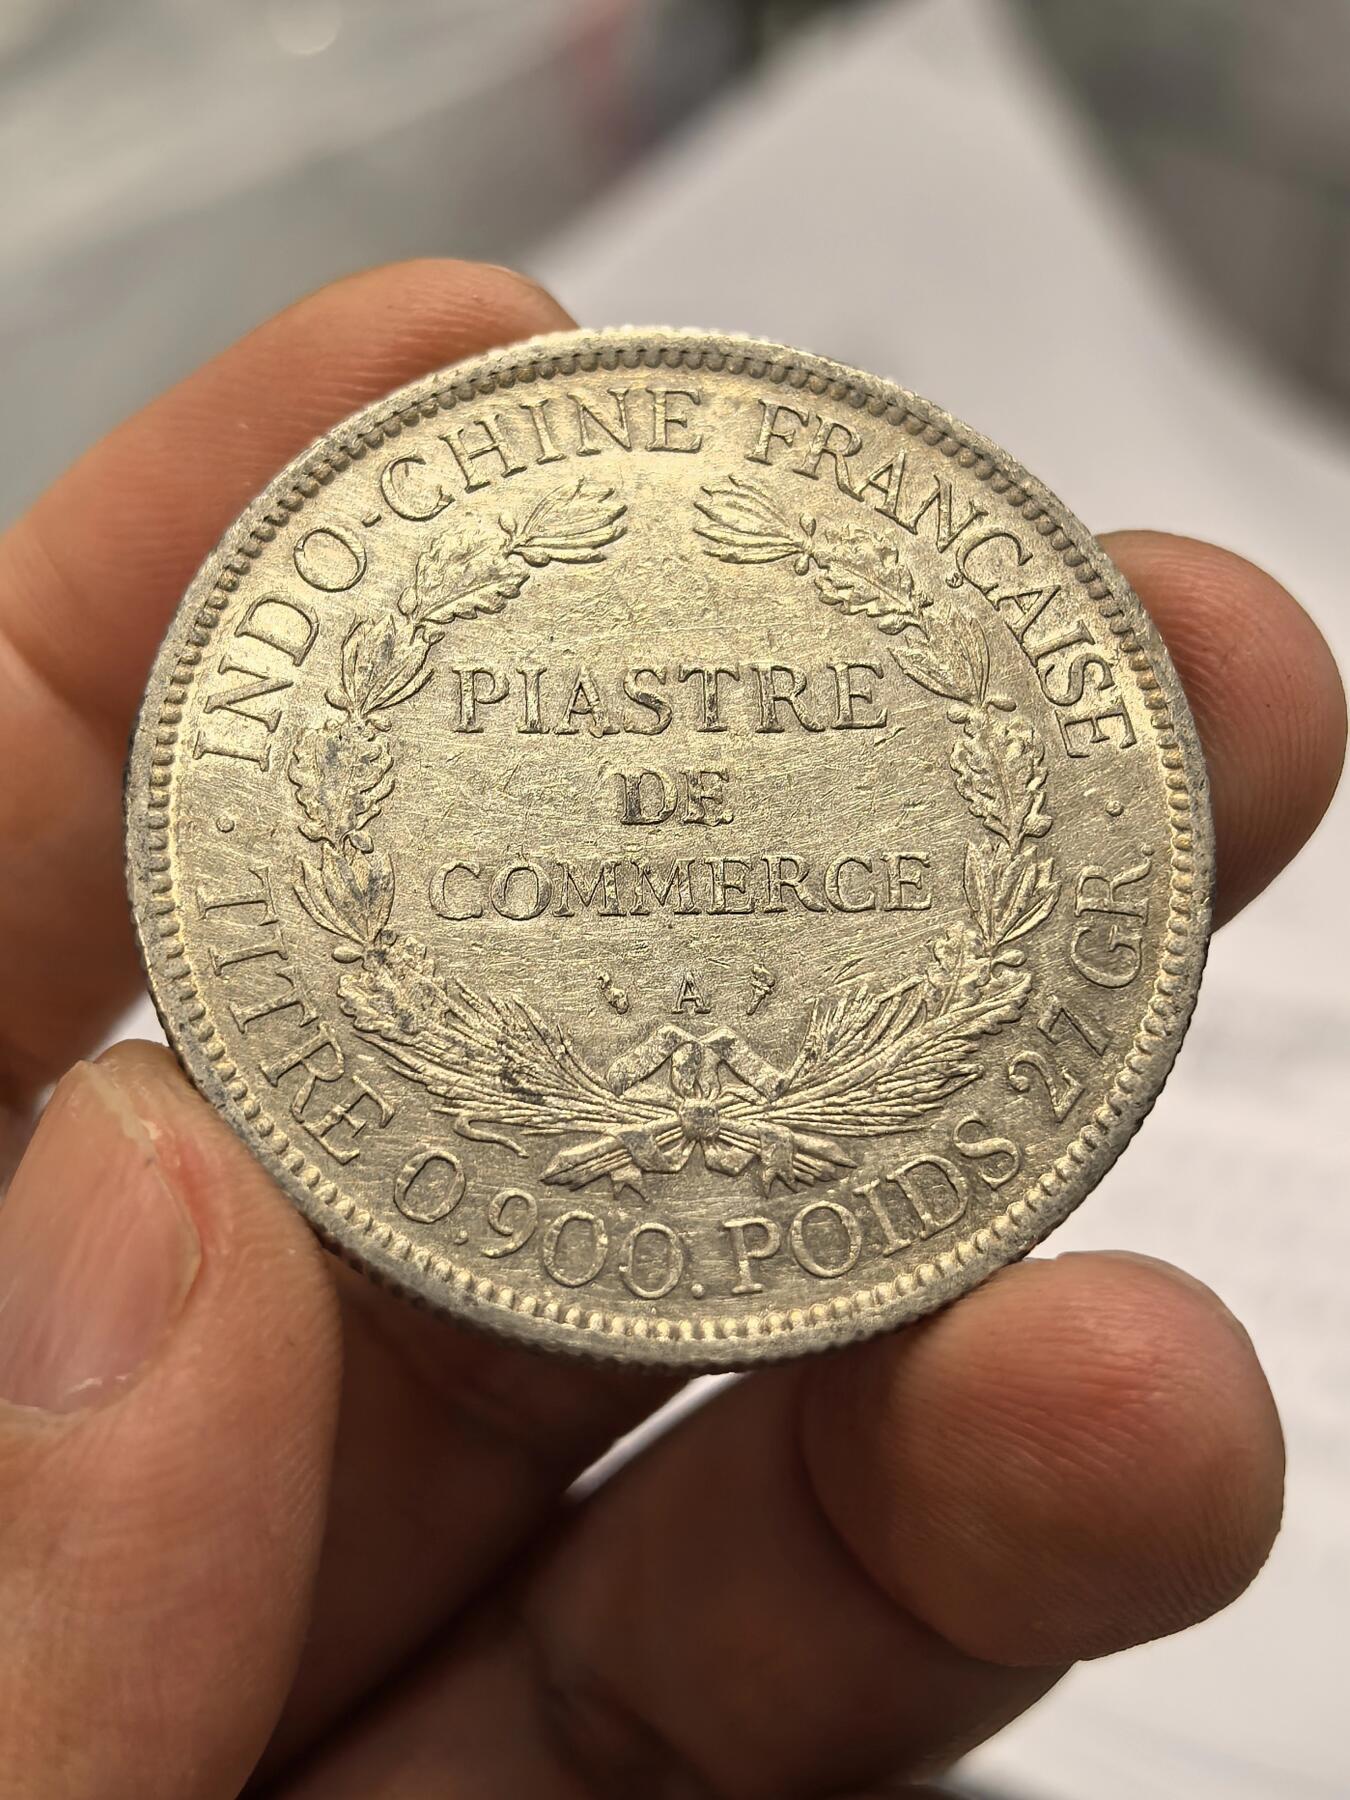 INDO-CHINE FRANÇAISE
PIASTRE
DE
COMMERCE
A
· TITRE 0.900. POIDS 27 GR. ·